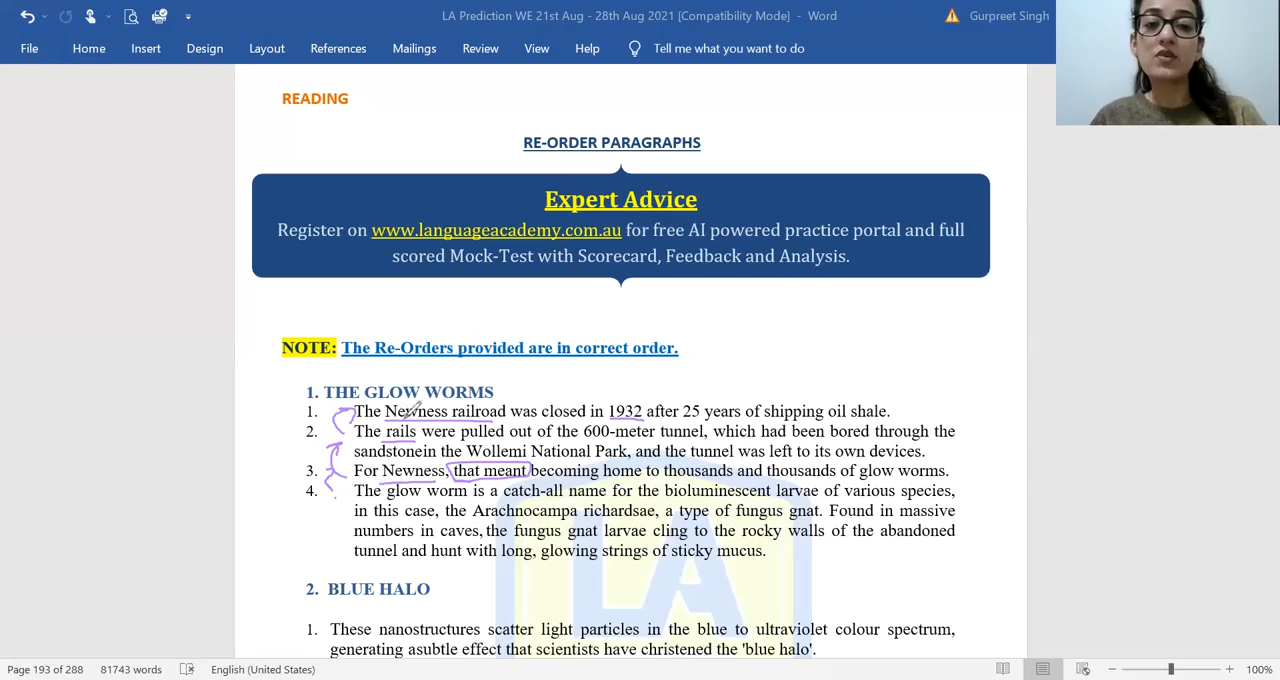 LA Prediction WE 21st Aug - 28th Aug 2021 [Compatibility Mode] - Word
Gurpreet Singh
File Home Insert Design Layout References Mailings Review View Help Tell me what you want to do
READING
RE-ORDER PARAGRAPHS
Expert Advice
Register on www.languageacademy.com.au for free AI powered practice portal and full
scored Mock-Test with Scorecard, Feedback and Analysis.
NOTE: The Re-Orders provided are in correct order.
1. THE GLOW WORMS
1. The Newness railroad was closed in 1932 after 25 years of shipping oil shale.
2. The rails were pulled out of the 600-meter tunnel, which had been bored through the
sandstonein the Wollemi National Park, and the tunnel was left to its own devices.
3. For Newness, that meant becoming home to thousands and thousands of glow worms.
4. The glow worm is a catch-all name for the bioluminescent larvae of various species,
in this case, the Arachnocampa richardsae, a type of fungus gnat. Found in massive
numbers in caves, the fungus gnat larvae cling to the rocky walls of the abandoned
tunnel and hunt with long, glowing strings of sticky mucus.
2. BLUE HALO
1. These nanostructures scatter light particles in the blue to ultraviolet colour spectrum,
generating asubtle effect that scientists have christened the 'blue halo'.
LA
Page 193 of 288 81743 words English (United States) 100%